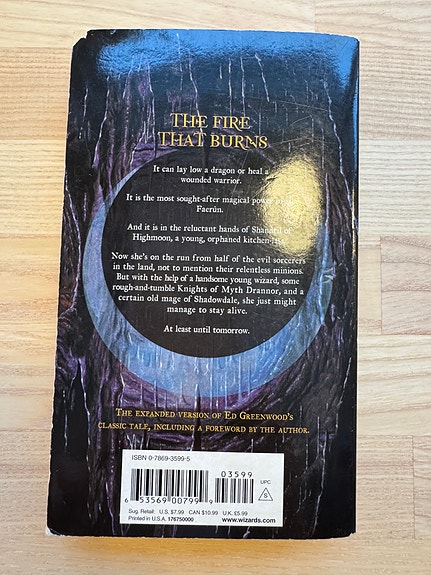 THE FIRE
THAT BURNS
It can lay low a dragon or heal a
wounded warrior.
It is the most sought-after magical power
Faerûn.
And it is in the reluctant hands of Shandril of
Highmoon, a young, orphaned kitchen-
Now she's on the run from half of the evil sorcerers
in the land, not to mention their relentless minions.
But with the help of a handsome young wizard, some
rough-and-tumble Knights of Myth Drannor, and a
certain old mage of Shadowdale, she just might
manage to stay alive.
At least until tomorrow.
THE EXPANDED VERSION OF ED GREENWOOD'S
CLASSIC TALE, INCLUDING A FOREWORD BY THE AUTHOR.
ISBN 0-7869-3599-5
03599
UPC
S
6 53569 00799 9
Sug. Retail: U.S. $7.99 CAN $10.99 U.K. £5.99
Printed in U.S.A. 176750000 www.wizards.com